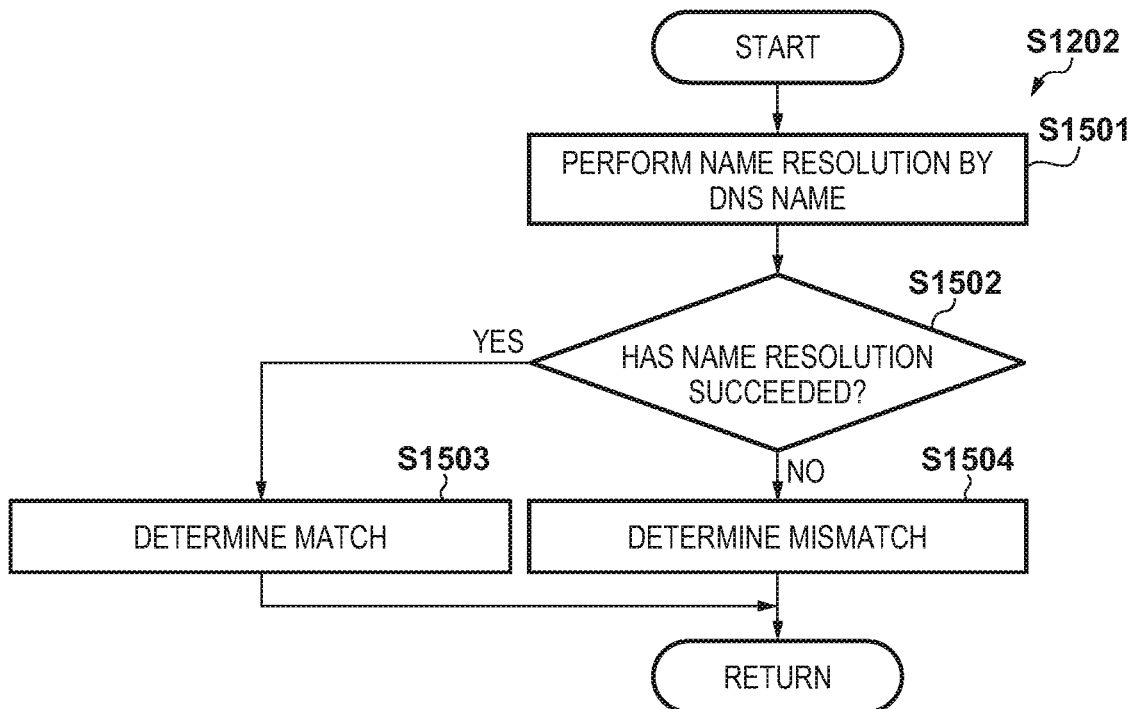 START
S1202
S1501
PERFORM NAME RESOLUTION BY
DNS NAME
S1502
YES
HAS NAME RESOLUTION
SUCCEEDED?
S1503
NO
S1504
DETERMINE MATCH
DETERMINE MISMATCH
RETURN